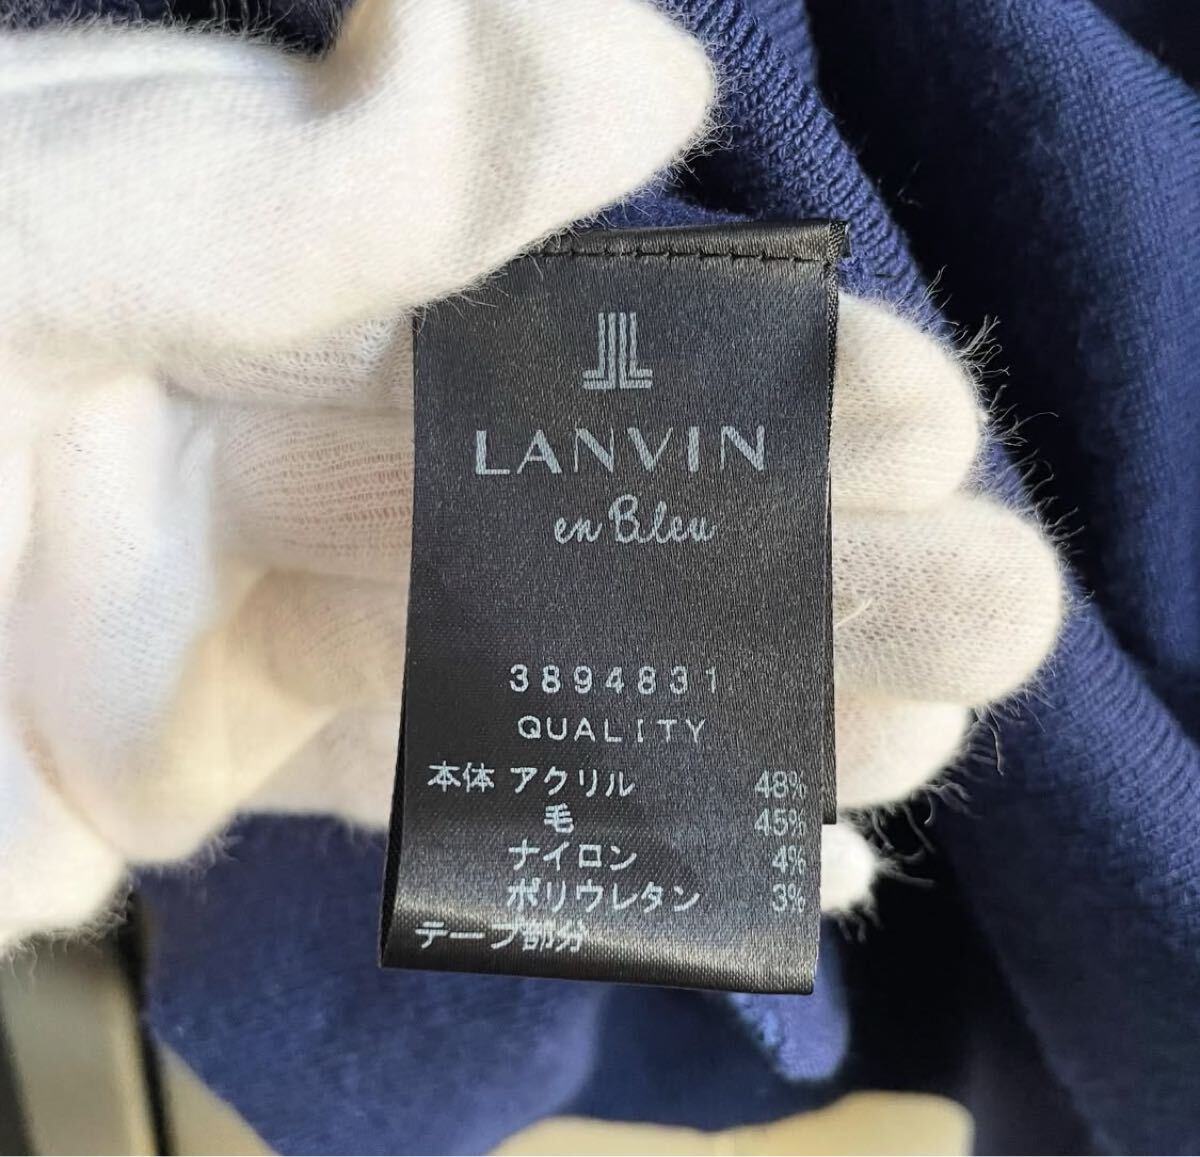 LANVIN
en Bleu
3894831
QUALITY
本体 アクリル 48%
毛 45%
ナイロン 4%
ポリウレタン 3%
テープ部分